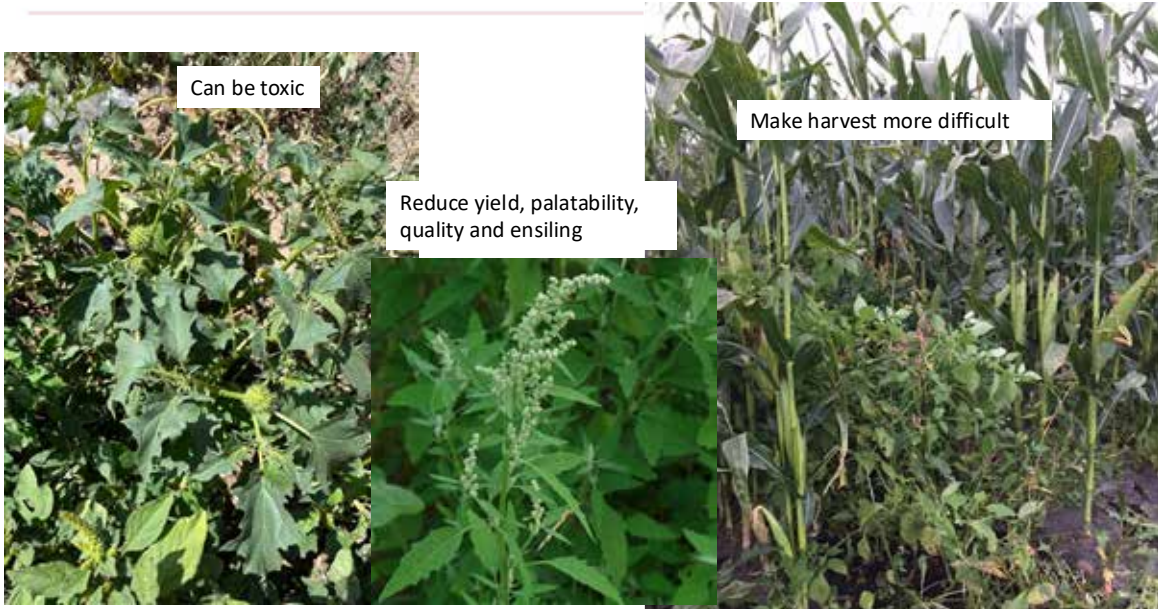 Can be toxic
Make harvest more difficult
Reduce yield, palatability,
quality and ensiling